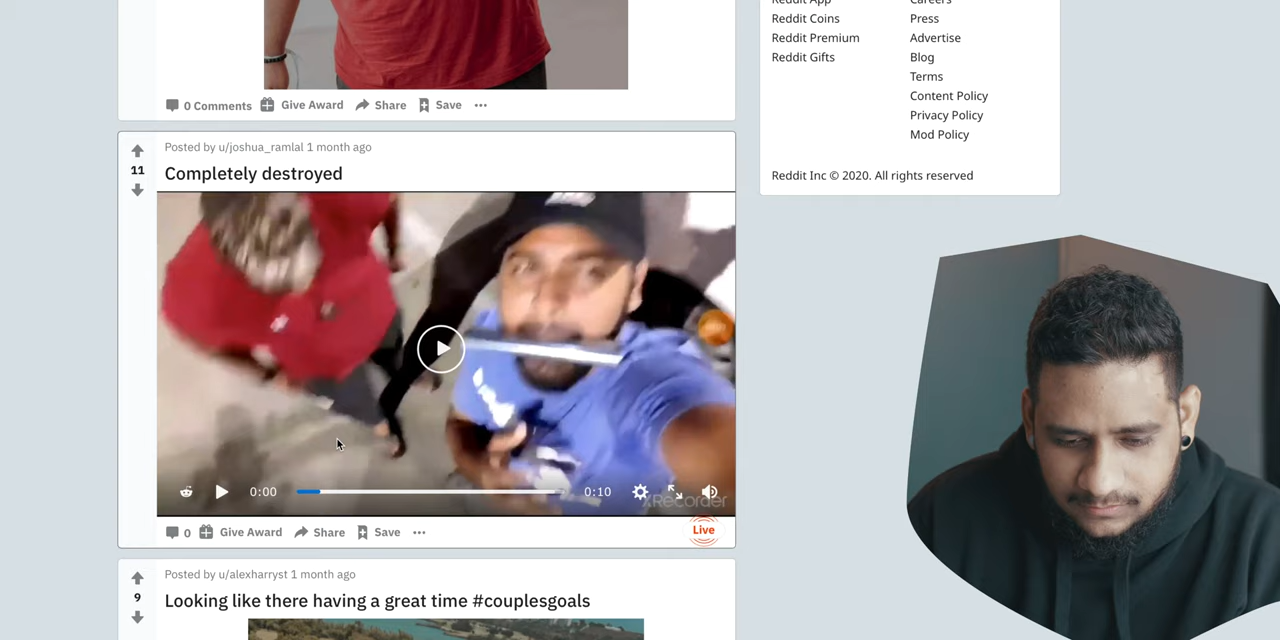 Reddit App
Careers
Reddit Coins
Press
Reddit Premium
Advertise
Reddit Gifts
Blog
Terms
Content Policy
Privacy Policy
Mod Policy
Reddit Inc © 2020. All rights reserved
0 Comments Give Award Share Save
Posted by u/joshua_ramlal 1 month ago
11
Completely destroyed
0:00
0:10
XRecorder
0 Give Award Share Save
Live
Posted by u/alexharryst 1 month ago
9
Looking like there having a great time #couplesgoals